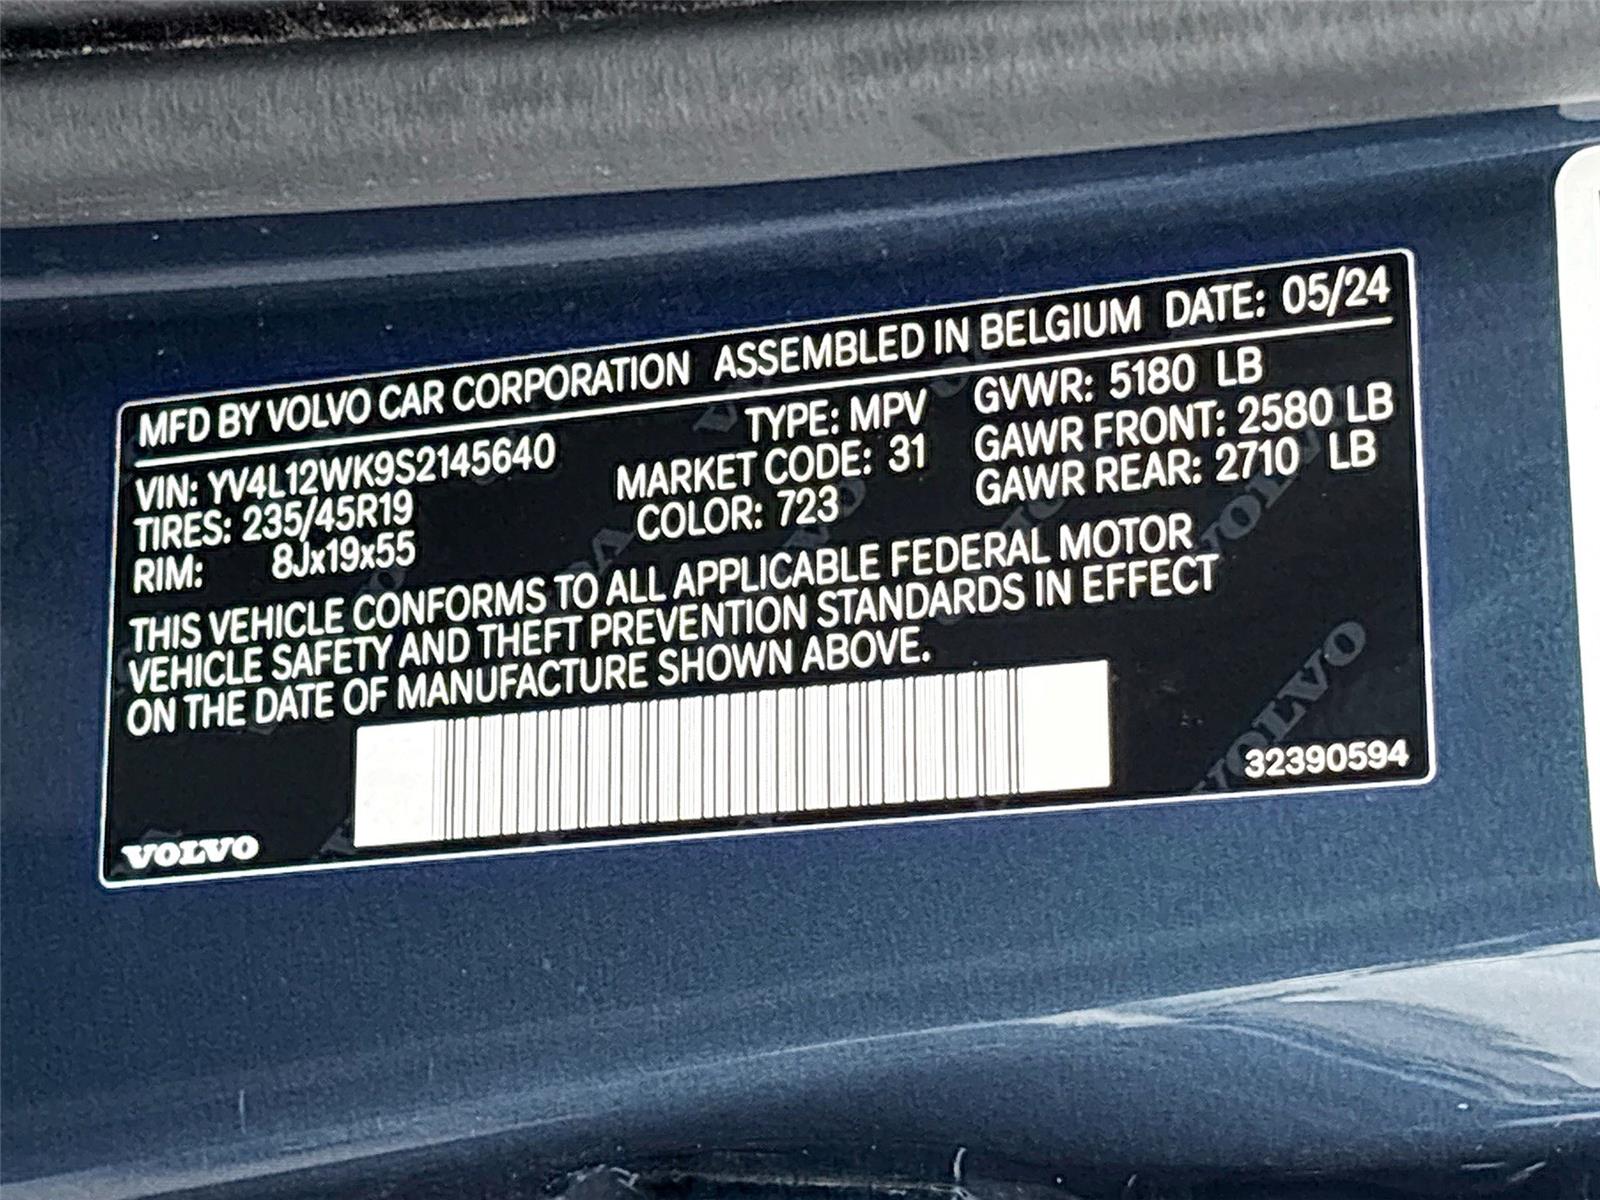 MFD BY VOLVO CAR CORPORATION ASSEMBLED IN BELGIUM DATE: 05/24
VIN: YV4L12WK9S2145640 TYPE: MPV GVWR: 5180 LB
TIRES: 235/45R19 MARKET CODE: 31 GAWR FRONT: 2580 LB
RIM: 8Jx19x55 COLOR: 723 GAWR REAR: 2710 LB
THIS VEHICLE CONFORMS TO ALL APPLICABLE FEDERAL MOTOR
VEHICLE SAFETY AND THEFT PREVENTION STANDARDS IN EFFECT
ON THE DATE OF MANUFACTURE SHOWN ABOVE.
32390594
VOLVO